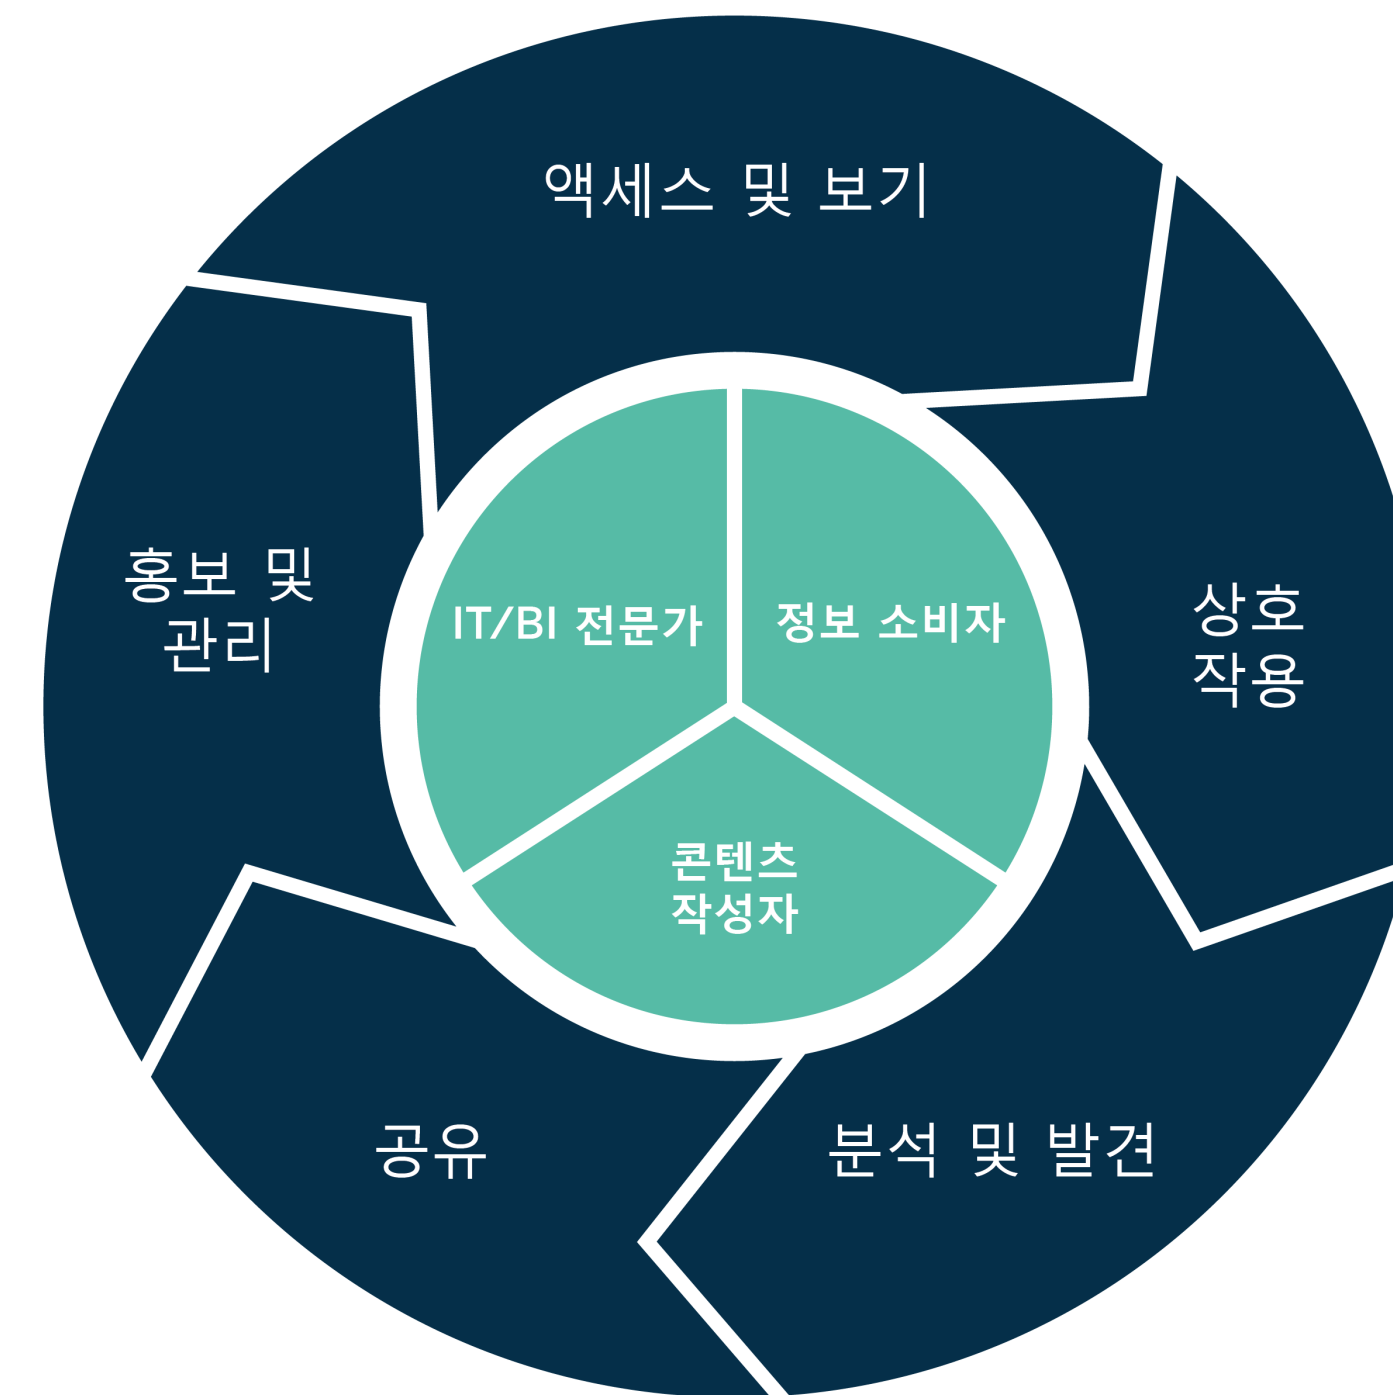 액세스 및 보기
홍보 및
관리
상호
작용
IT/BI 전문가
정보 소비자
콘텐츠
작성자
공유
분석 및 발견